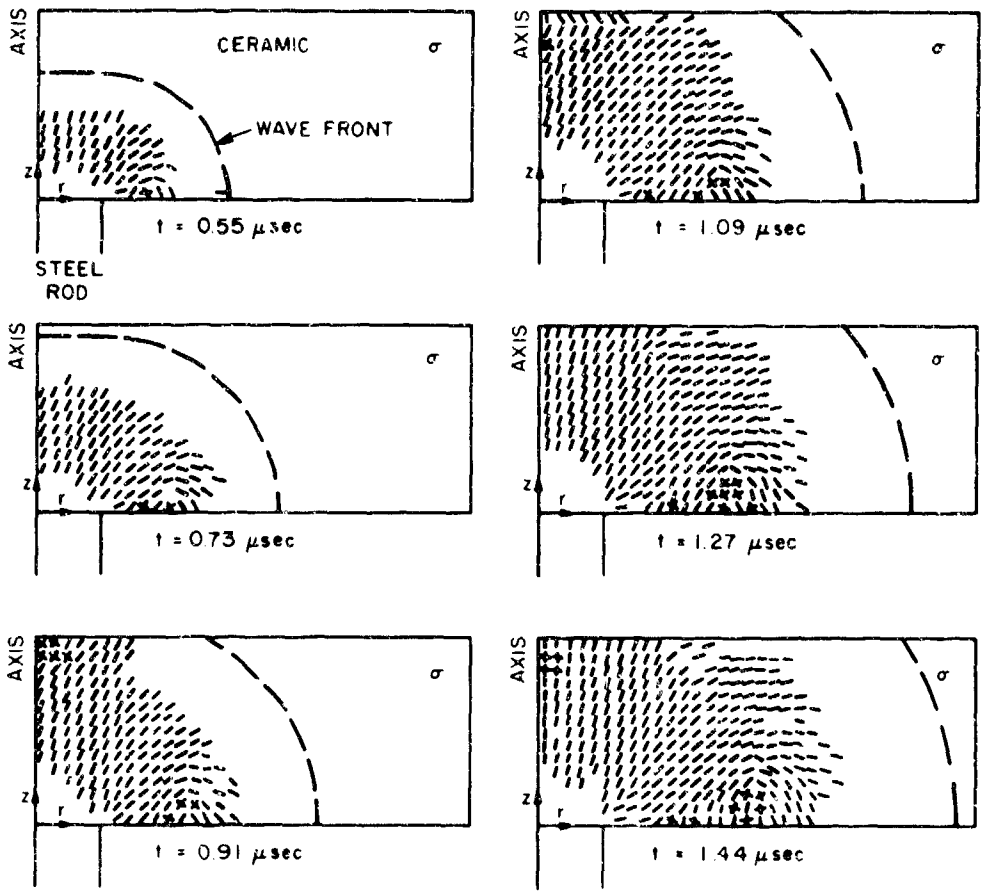 AXIS
CERAMIC
σ
WAVE FRONT
z
r
t = 0.55 μsec
STEEL
ROD
AXIS
σ
z
r
t = 0.73 μsec
AXIS
σ
z
r
t = 0.91 μsec
AXIS
σ
z
r
t = 1.09 μsec
AXIS
σ
z
r
t = 1.27 μsec
AXIS
σ
z
r
t = 1.44 μsec